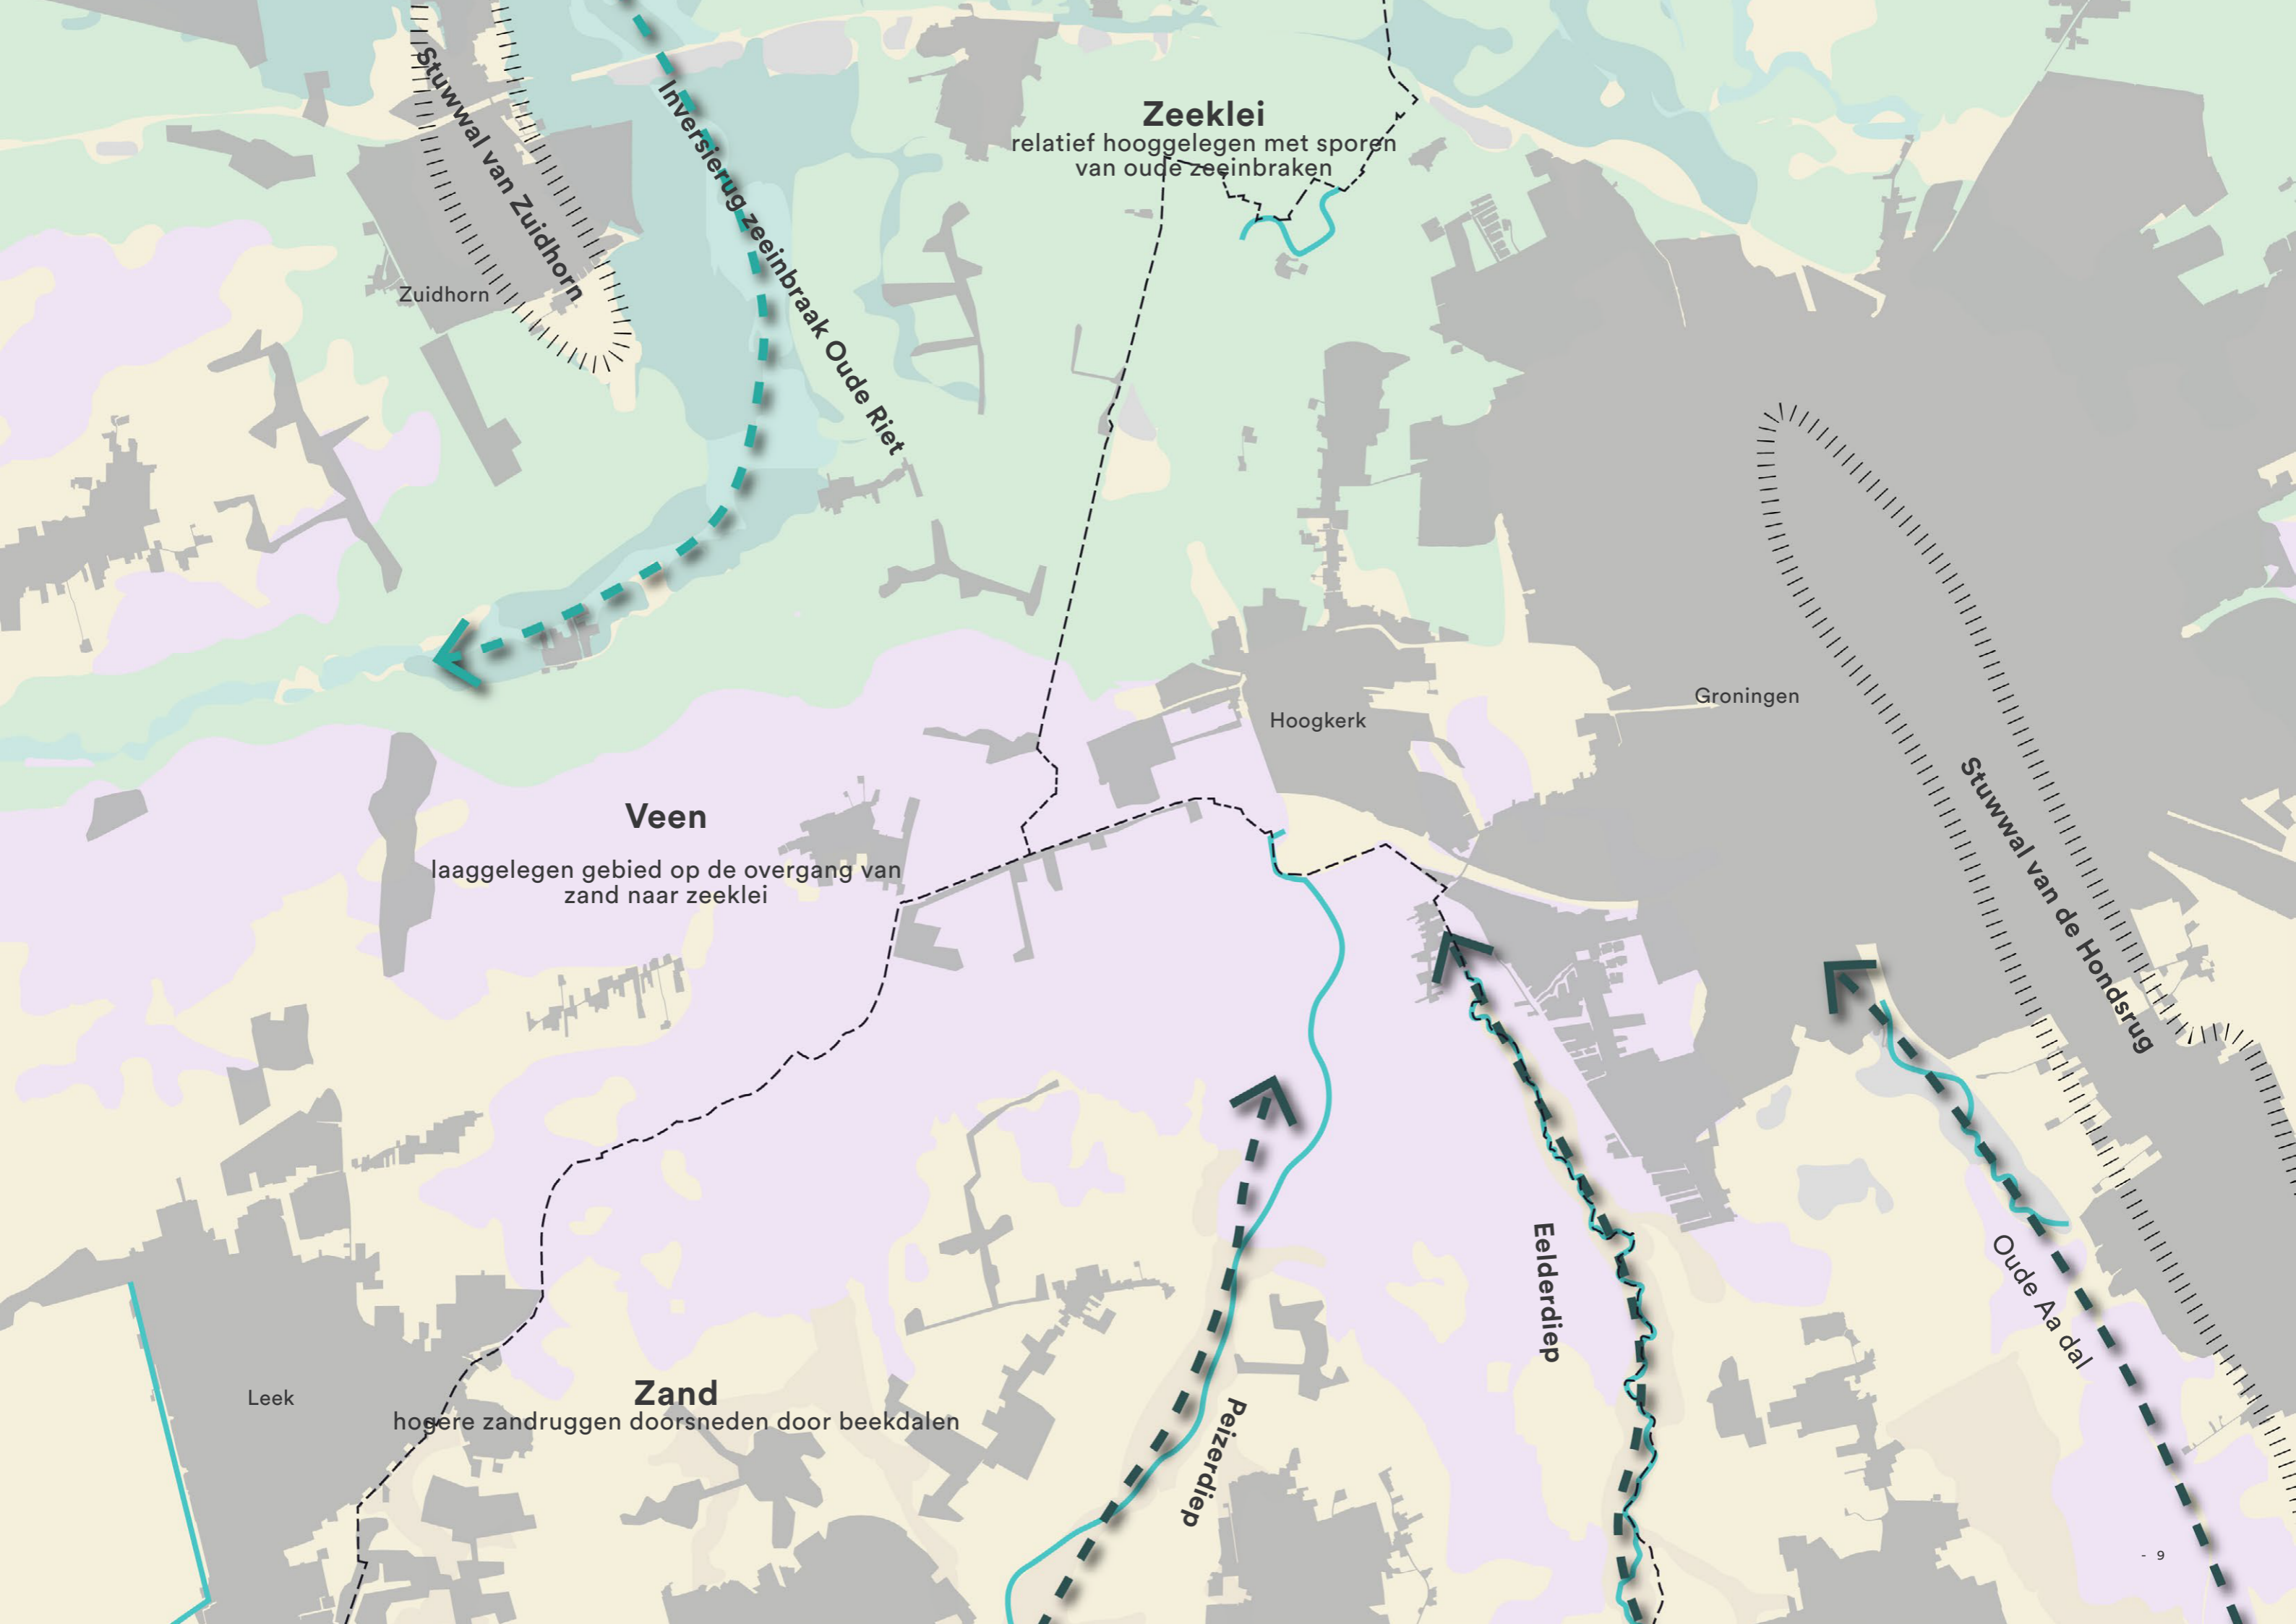 Stuwwal van Zuidhorn
Inversierug zeeinbraak Oude Riet
Zeeklei
relatief hooggelegen met sporen
van oude zeeinbraken
Zuidhorn
Groningen
Hoogkerk
Veen
laaggelegen gebied op de overgang van
zand naar zeeklei
Stuwwal van de Hondsrug
Eelderdiep
Oude Aa dal
Leek
Zand
hogere zandruggen doorsneden door beekdalen
Peizerdiep
- 9